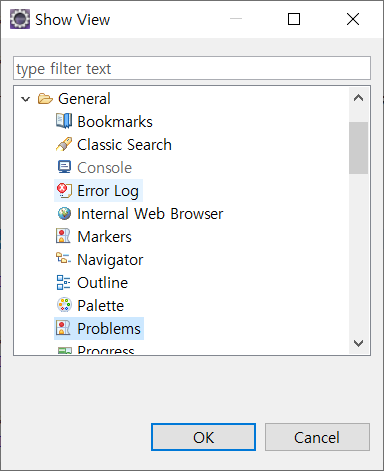 Show View
type filter text
General
Bookmarks
Classic Search
Console
Error Log
Internal Web Browser
Markers
Navigator
Outline
Palette
Problems
Progress
OK
Cancel